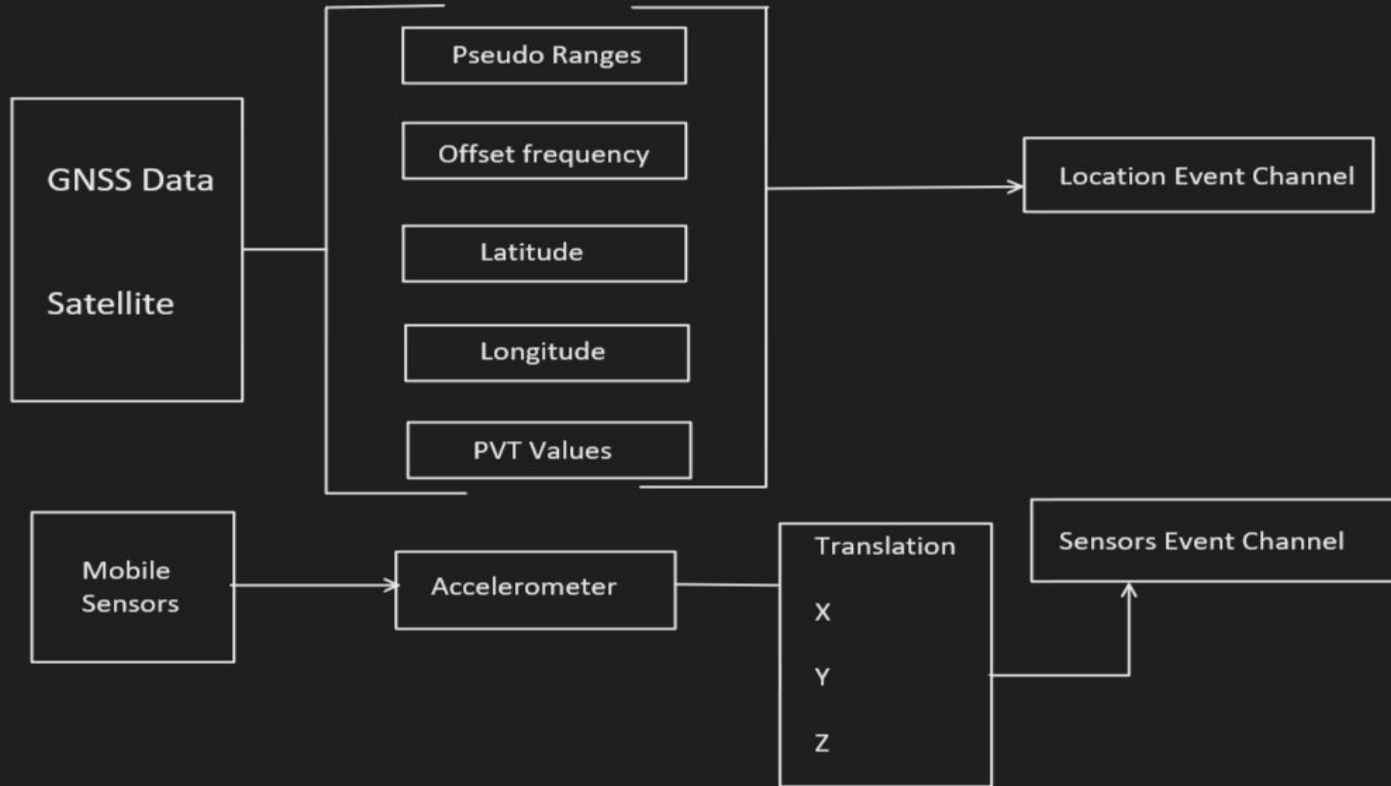 GNSS Data
Satellite
Pseudo Ranges
Offset frequency
Latitude
Longitude
PVT Values
Location Event Channel
Mobile
Sensors
Accelerometer
Translation
X
Y
Z
Sensors Event Channel